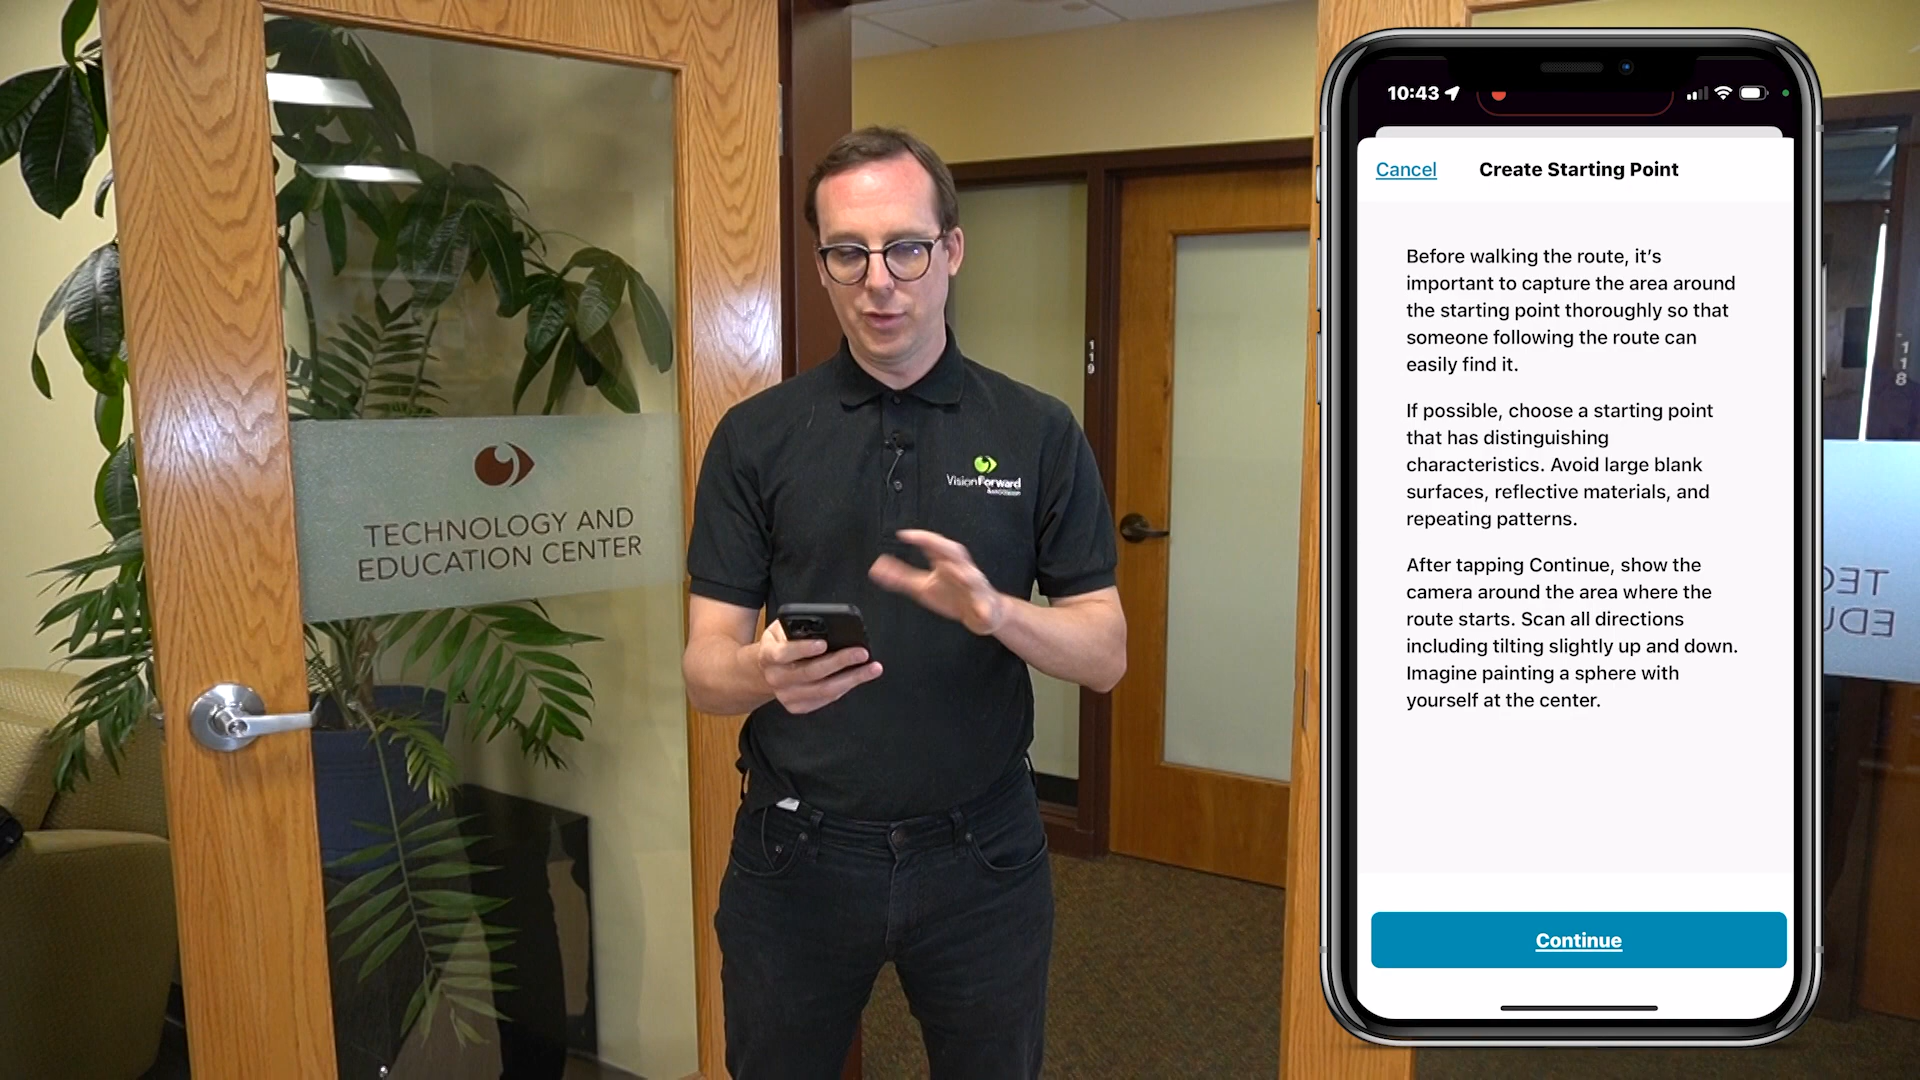 TECHNOLOGY AND
EDUCATION CENTER
VisionForward
119
10:43
Cancel
Create Starting Point
Before walking the route, it’s
important to capture the area around
the starting point thoroughly so that
someone following the route can
easily find it.
If possible, choose a starting point
that has distinguishing
characteristics. Avoid large blank
surfaces, reflective materials, and
repeating patterns.
After tapping Continue, show the
camera around the area where the
route starts. Scan all directions
including tilting slightly up and down.
Imagine painting a sphere with
yourself at the center.
Continue
118
TEC
EDU